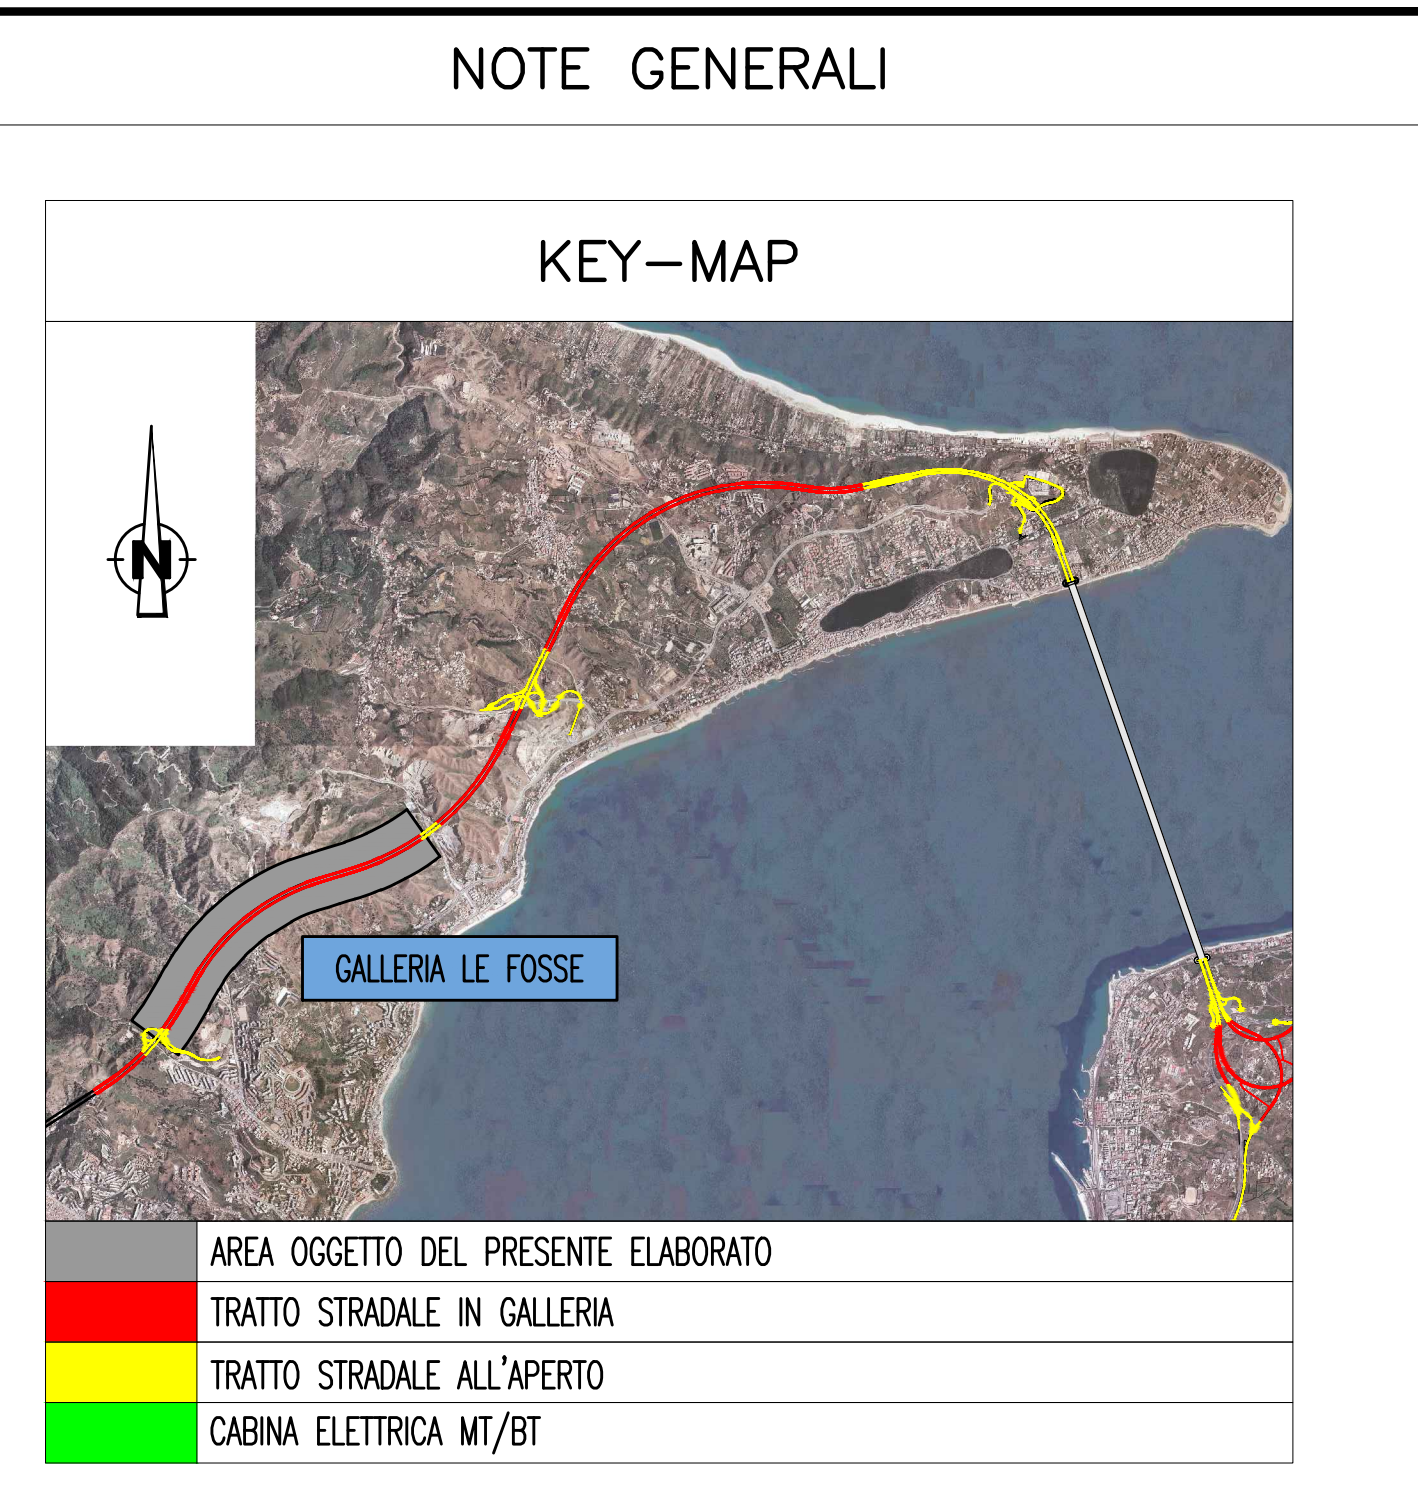 NOTE GENERALI
KEY-MAP
N
GALLERIA LE FOSSE
AREA OGGETTO DEL PRESENTE ELABORATO
TRATTO STRADALE IN GALLERIA
TRATTO STRADALE ALL'APERTO
CABINA ELETTRICA MT/BT